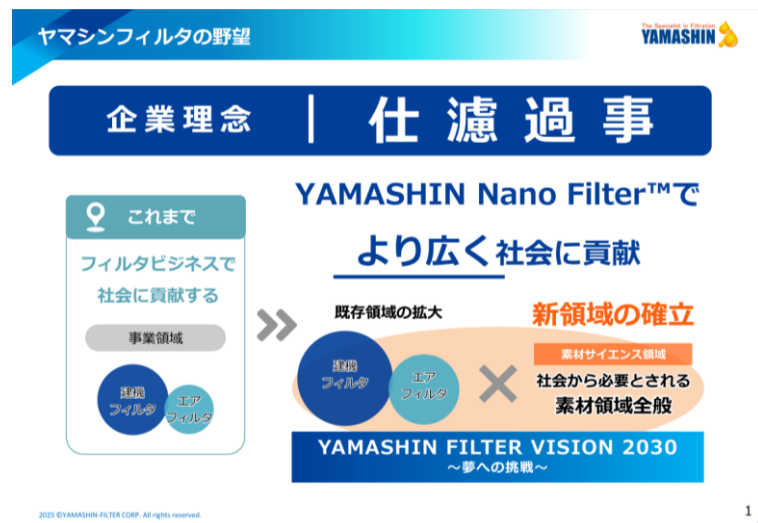 ヤマシンフィルタの野望
The Specialist in Filtration
YAMASHIN
企業理念 | 仕濾過事
これまで
フィルタビジネスで
社会に貢献する
事業領域
建機
フィルタ
エア
フィルタ
YAMASHIN Nano Filter™で
より広く社会に貢献
既存領域の拡大
建機
フィルタ
エア
フィルタ
新領域の確立
素材サイエンス領域
社会から必要とされる
素材領域全般
YAMASHIN FILTER VISION 2030
～夢への挑戦～
2025 ©YAMASHIN-FILTER CORP. All rights reserved.
1